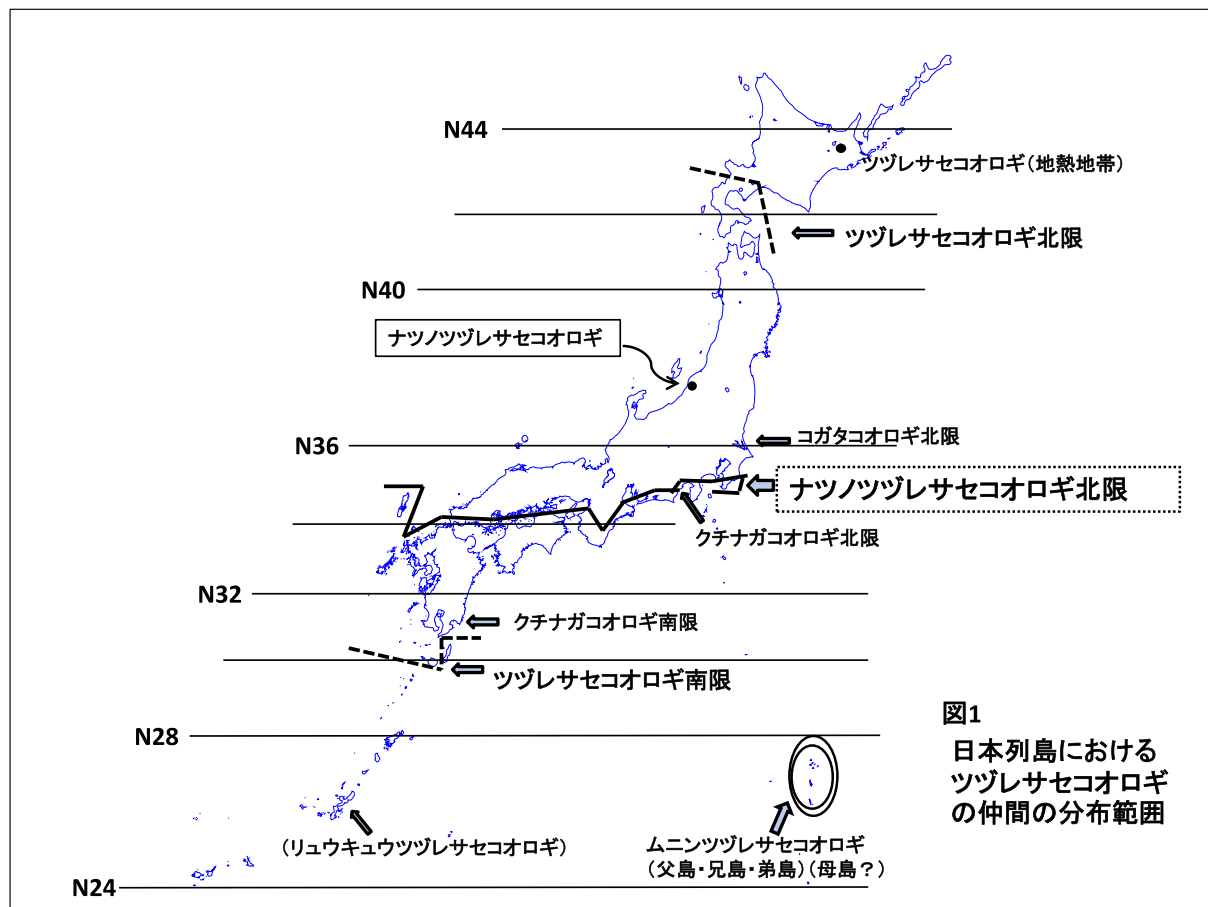 N44
ツヅレサセコオロギ(地熱地帯)
ツヅレサセコオロギ北限
N40
ナツノツヅレサセコオロギ
コガタコオロギ北限
N36
ナツノツヅレサセコオロギ北限
クチナガコオロギ北限
N32
クチナガコオロギ南限
ツヅレサセコオロギ南限
N28
図1
日本列島における
ツヅレサセコオロギ
の仲間の分布範囲
(リュウキュウツヅレサセコオロギ)
ムニンツヅレサセコオロギ
(父島・兄島・弟島)(母島?)
N24